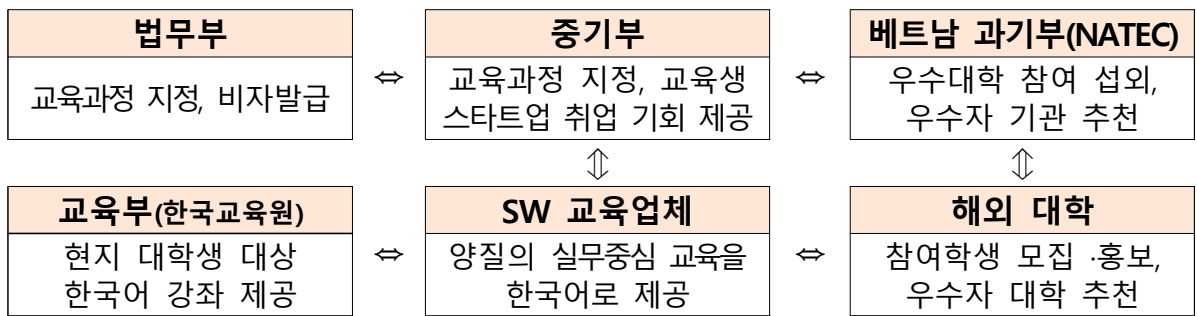 법무부
교육과정 지정, 비자발급
⇔
중기부
교육과정 지정, 교육생
스타트업 취업 기회 제공
⇔
베트남 과기부(NATEC)
우수대학 참여 섭외,
우수자 기관 추천
⇕
⇕
교육부(한국교육원)
현지 대학생 대상
한국어 강좌 제공
⇔
SW 교육업체
양질의 실무중심 교육을
한국어로 제공
⇔
해외 대학
참여학생 모집 ·홍보,
우수자 대학 추천